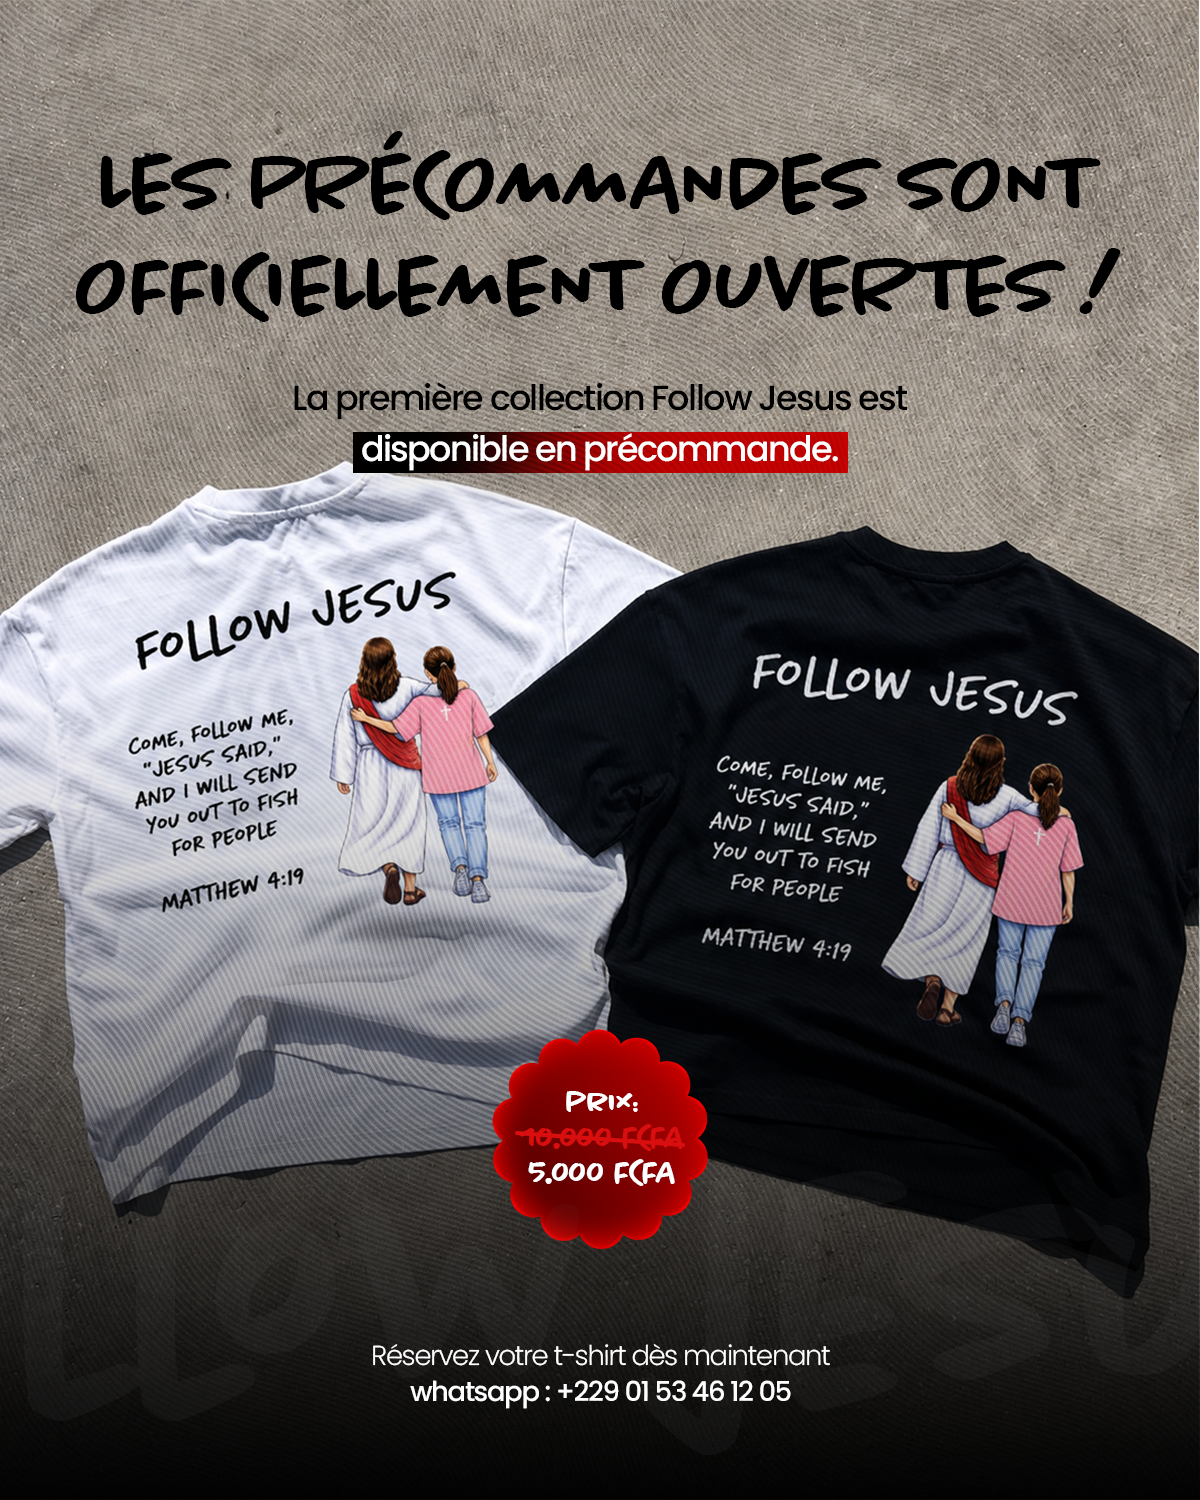 LES PRÉCOMMANDES SONT
OFFICIELLEMENT OUVERTES !
La première collection Follow Jesus est
disponible en précommande.
FOLLOW JESUS
COME, FOLLOW ME,
"JESUS SAID,"
AND I WILL SEND
YOU OUT TO FISH
FOR PEOPLE
MATTHEW 4:19
FOLLOW JESUS
COME, FOLLOW ME,
"JESUS SAID,"
AND I WILL SEND
YOU OUT TO FISH
FOR PEOPLE
MATTHEW 4:19
PRIX:
10.000 FCFA
5.000 FCFA
LLOW JESU
Réservez votre t-shirt dès maintenant
whatsapp : +229 01 53 46 12 05